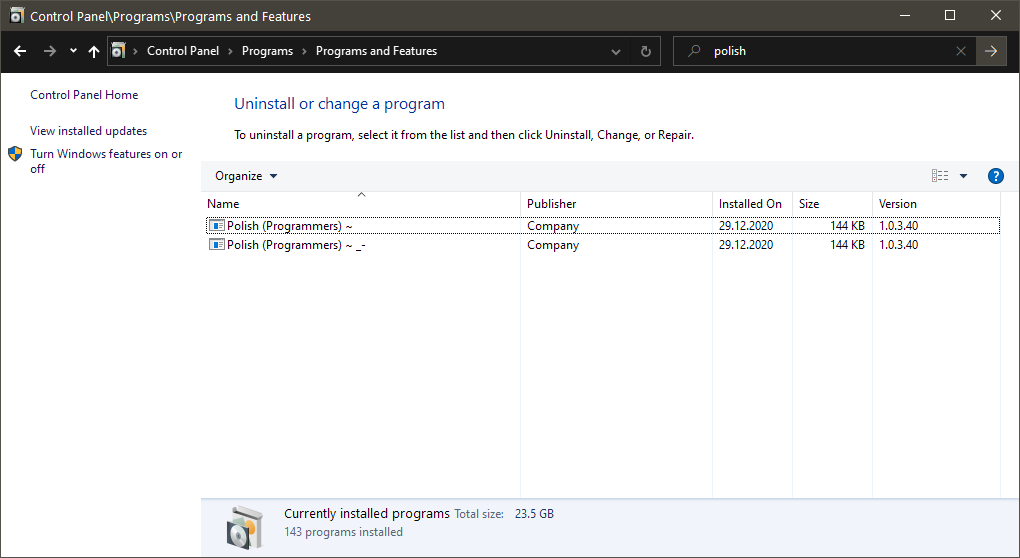 Control Panel\Programs\Programs and Features
Control Panel > Programs > Programs and Features
polish
Control Panel Home
View installed updates
Turn Windows features on or
off
Uninstall or change a program
To uninstall a program, select it from the list and then click Uninstall, Change, or Repair.
Organize
Name Publisher Installed On Size Version
Polish (Programmers) ~ Company 29.12.2020 144 KB 1.0.3.40
Polish (Programmers) ~ _- Company 29.12.2020 144 KB 1.0.3.40
Currently installed programs Total size: 23.5 GB
143 programs installed